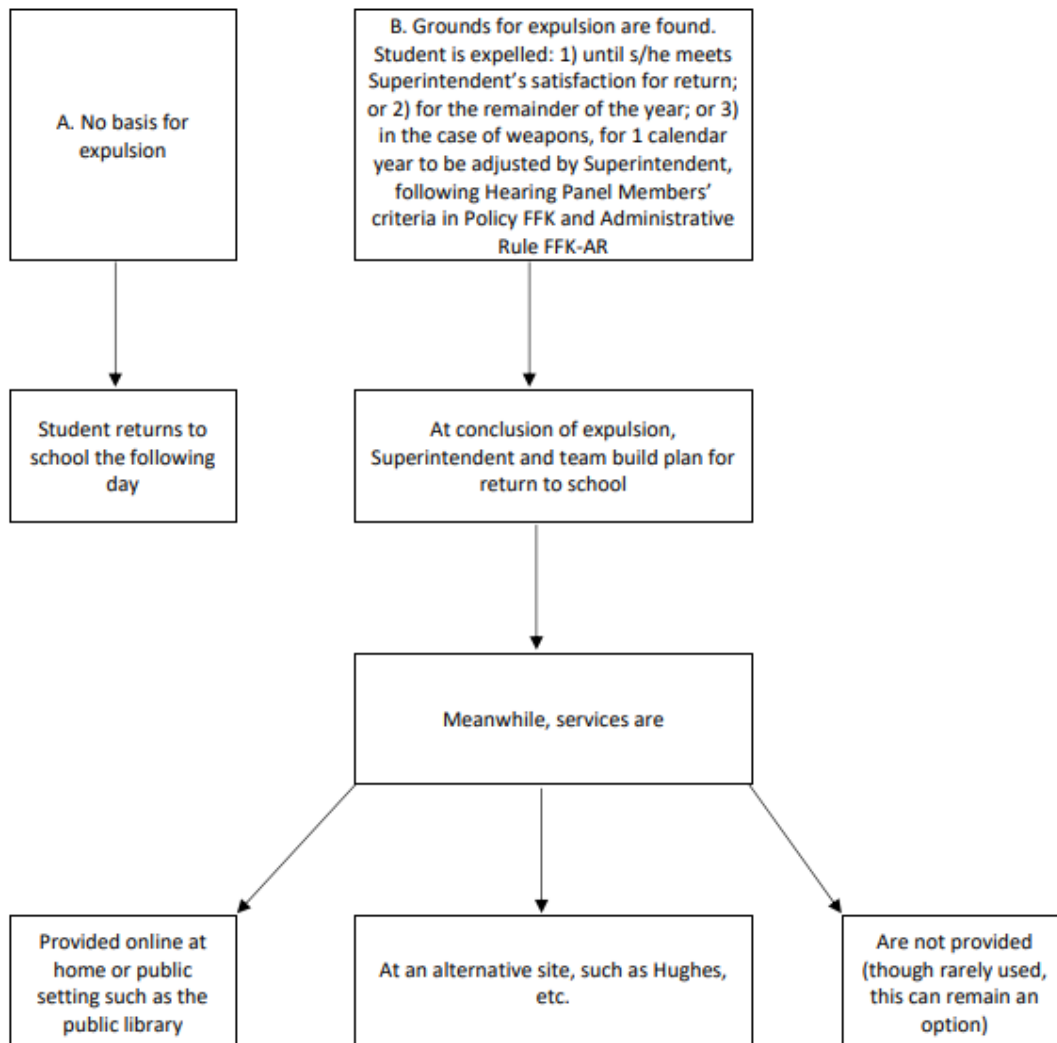 A. No basis for
expulsion
B. Grounds for expulsion are found.
Student is expelled: 1) until s/he meets
Superintendent's satisfaction for return;
or 2) for the remainder of the year; or 3)
in the case of weapons, for 1 calendar
year to be adjusted by Superintendent,
following Hearing Panel Members'
criteria in Policy FFK and Administrative
Rule FFK-AR
Student returns to
school the following
day
At conclusion of expulsion,
Superintendent and team build plan for
return to school
Meanwhile, services are
Provided online at
home or public
setting such as the
public library
At an alternative site, such as Hughes,
etc.
Are not provided
(though rarely used,
this can remain an
option)